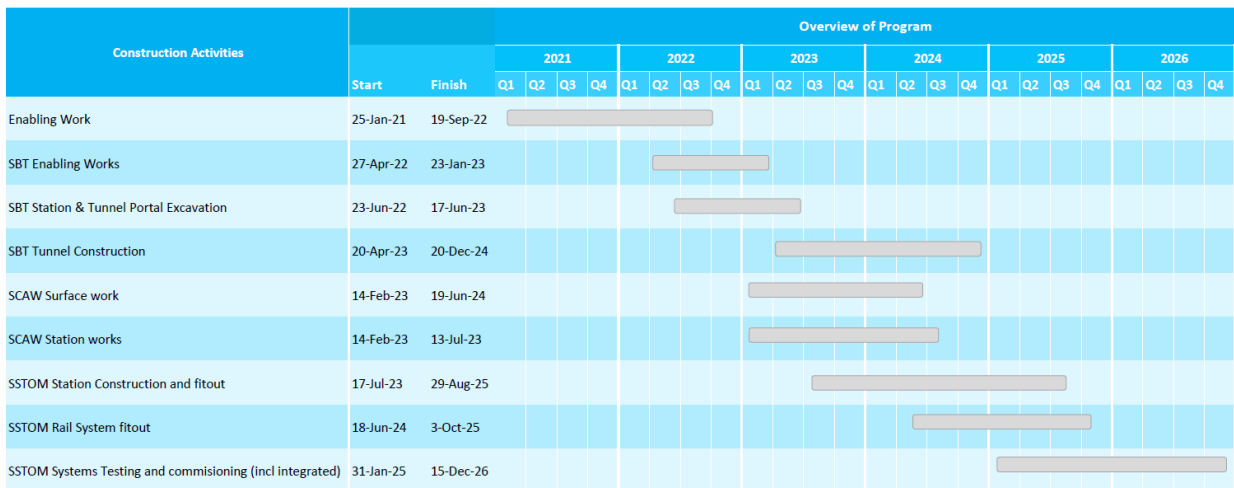 Overview of Program
Construction Activities
2021 2022 2023 2024 2025 2026
Start Finish Q1 Q2 Q3 Q4 Q1 Q2 Q3 Q4 Q1 Q2 Q3 Q4 Q1 Q2 Q3 Q4 Q1 Q2 Q3 Q4 Q1 Q2 Q3 Q4
Enabling Work 25-Jan-21 19-Sep-22
SBT Enabling Works 27-Apr-22 23-Jan-23
SBT Station & Tunnel Portal Excavation 23-Jun-22 17-Jun-23
SBT Tunnel Construction 20-Apr-23 20-Dec-24
SCAW Surface work 14-Feb-23 19-Jun-24
SCAW Station works 14-Feb-23 13-Jul-23
SSTOM Station Construction and fitout 17-Jul-23 29-Aug-25
SSTOM Rail System fitout 18-Jun-24 3-Oct-25
SSTOM Systems Testing and commisioning (incl integrated) 31-Jan-25 15-Dec-26